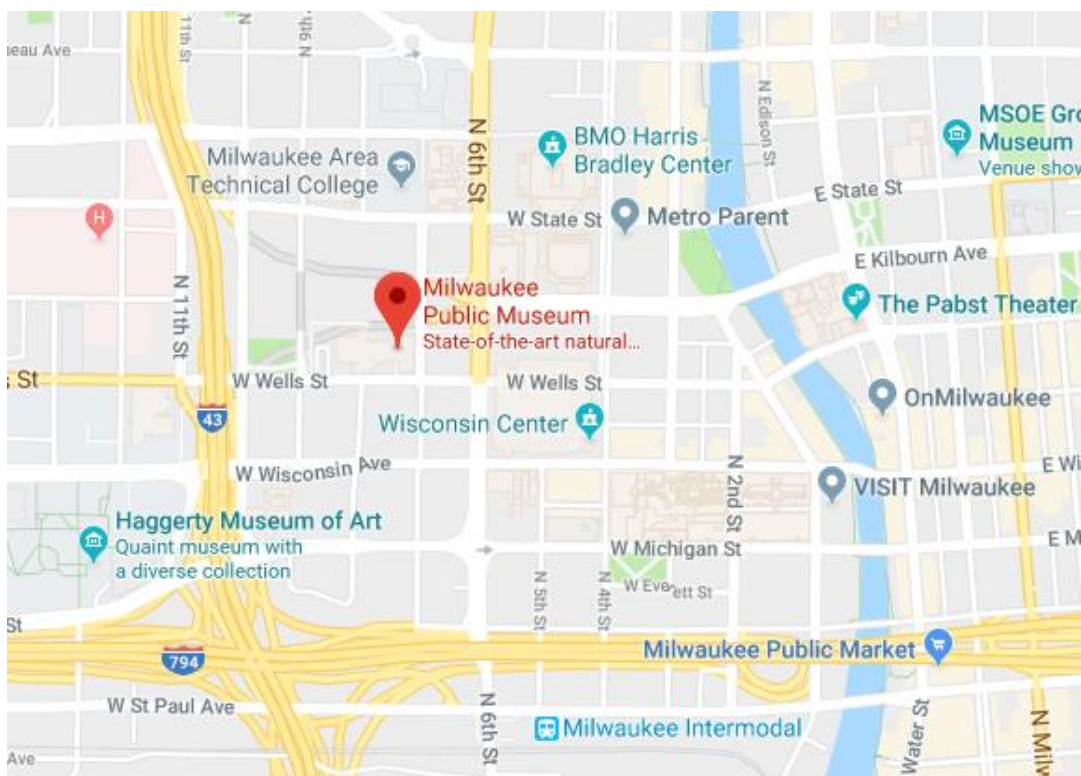 neau Ave
11th St
N 9th St
N 6th St
N Edison St
MSOE Gro
Museum
Venue show
BMO Harris
Bradley Center
Milwaukee Area
Technical College
E State St
W State St
Metro Parent
H
E Kilbourn Ave
N 11th St
Milwaukee
Public Museum
State-of-the-art natural...
The Pabst Theater
s St
W Wells St
W Wells St
43
OnMilwaukee
Wisconsin Center
W Wisconsin Ave
E Wi
N 2nd St
VISIT Milwaukee
Haggerty Museum of Art
Quaint museum with
a diverse collection
W Michigan St
E M
N 5th St
N 4th St
W Eve
ett St
St
794
Milwaukee Public Market
W St Paul Ave
N 6th St
Milwaukee Intermodal
Water St
N Mil
Ave